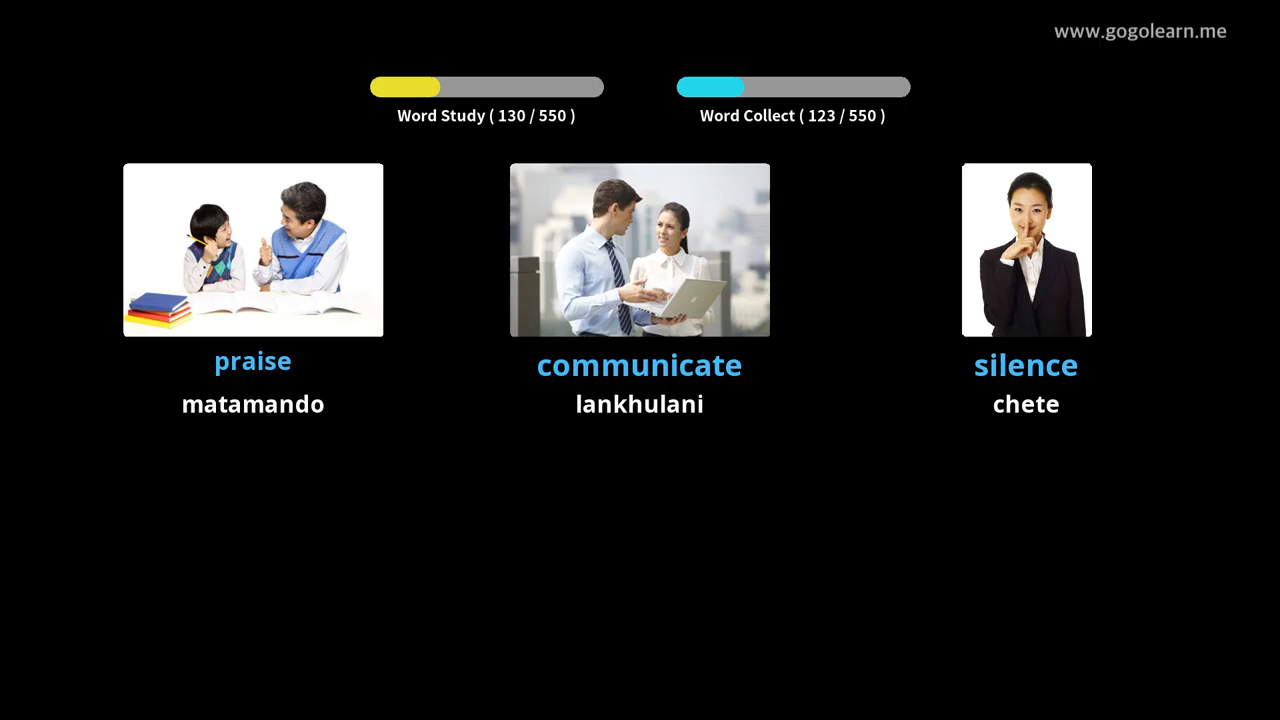 www.gogolearn.me
Word Study ( 130 / 550 )
Word Collect ( 123 / 550 )
praise
communicate
silence
matamando
lankhulani
chete